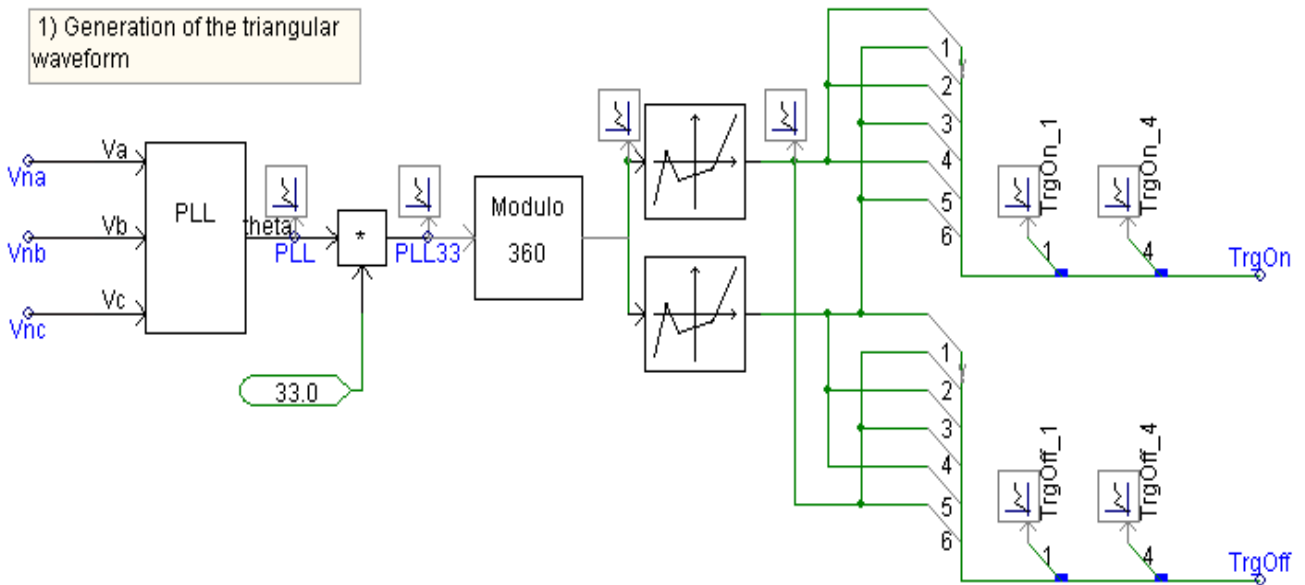 1) Generation of the triangular
waveform
Va
Vna
Vb
Vnb
Vc
Vnc
PLL
theta
PLL
*
33.0
PLL33
Modulo
360
1
2
3
4
5
6
TrgOn_1
TrgOn_4
1
4
TrgOn
1
2
3
4
5
6
TrgOff_1
TrgOff_4
1
4
TrgOff